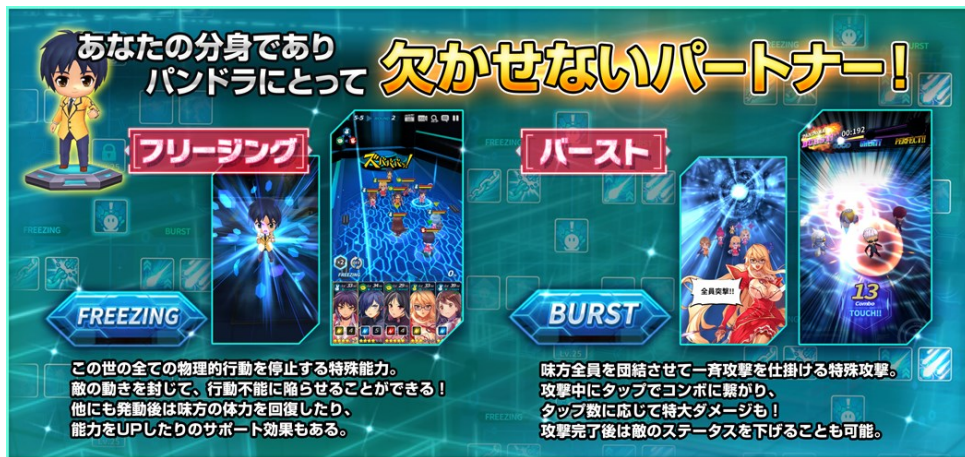 あなたの分身であり
パンドラにとって
欠かせないパートナー!
フリージング
バースト
FREEZING
BURST
FREEZING
全員突撃!!
00:192
PERFECT!!
13
Combo
TOUCH!!
FREEZING
BURST
この世の全ての物理的行動を停止する特殊能力。
敵の動きを封じて、行動不能に陥らせることができる!
他にも発動後は味方の体力を回復したり、
能力をUPしたりのサポート効果もある。
味方全員を団結させて一斉攻撃を仕掛ける特殊攻撃。
攻撃中にタップでコンボに繋がり、
タップ数に応じて特大ダメージも!
攻撃完了後は敵のステータスを下げることも可能。